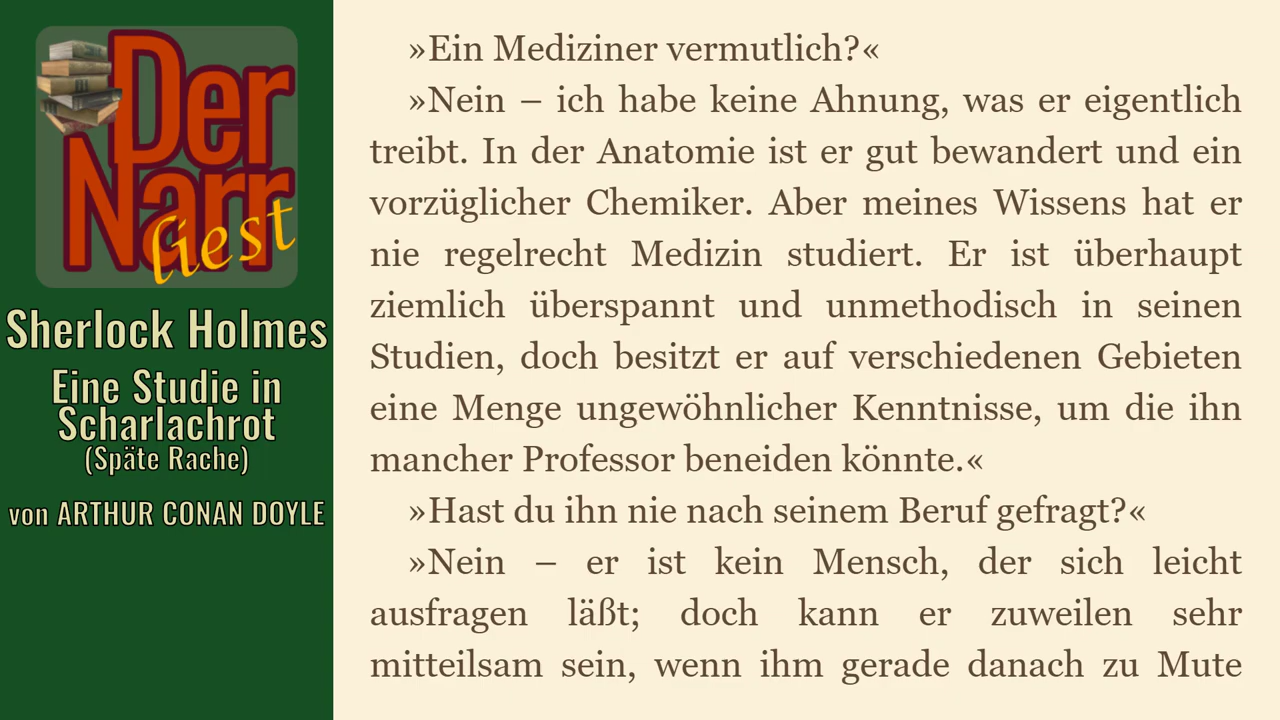 Der
Narr
liest
Sherlock Holmes
Eine Studie in
Scharlachrot
(Späte Rache)
von ARTHUR CONAN DOYLE
»Ein Mediziner vermutlich?«
»Nein – ich habe keine Ahnung, was er eigentlich
treibt. In der Anatomie ist er gut bewandert und ein
vorzüglicher Chemiker. Aber meines Wissens hat er
nie regelrecht Medizin studiert. Er ist überhaupt
ziemlich überspannt und unmethodisch in seinen
Studien, doch besitzt er auf verschiedenen Gebieten
eine Menge ungewöhnlicher Kenntnisse, um die ihn
mancher Professor beneiden könnte.«
»Hast du ihn nie nach seinem Beruf gefragt?«
»Nein – er ist kein Mensch, der sich leicht
ausfragen läßt; doch kann er zuweilen sehr
mitteilsam sein, wenn ihm gerade danach zu Mute